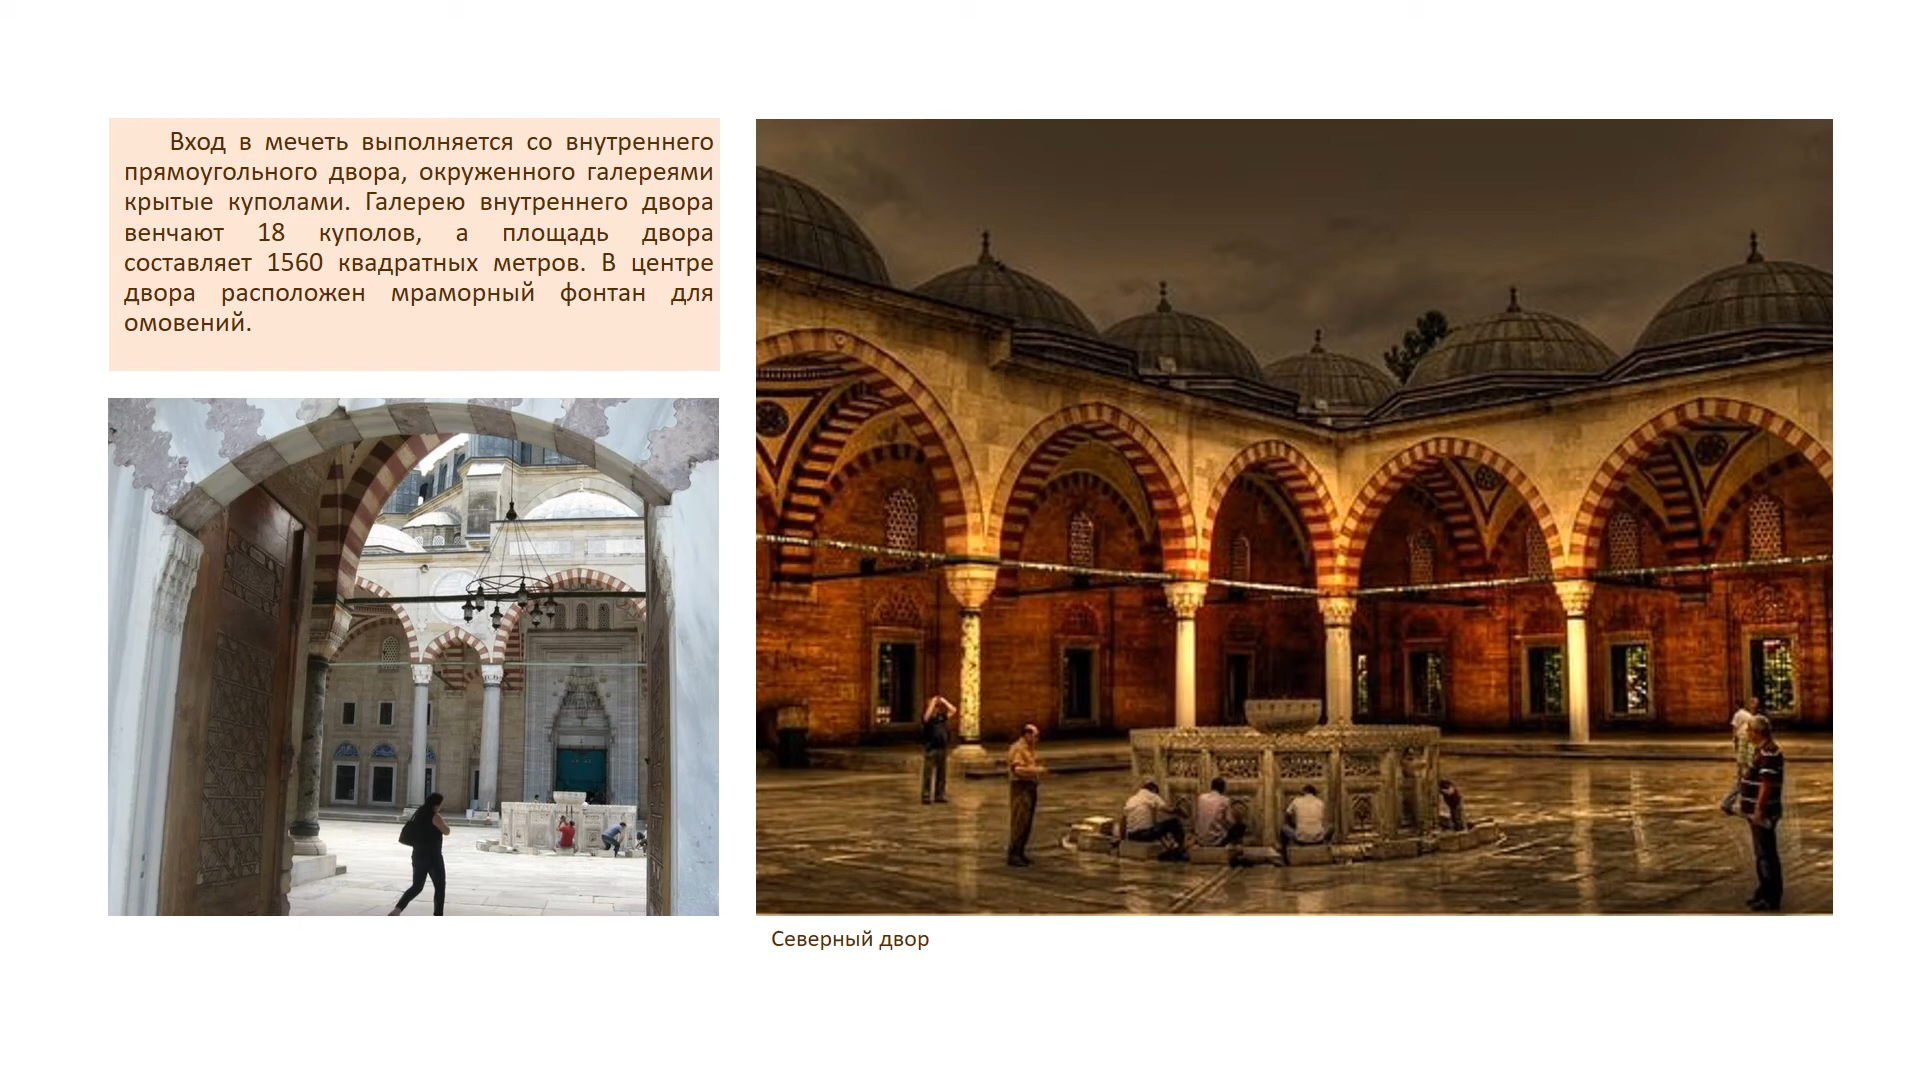 Вход в мечеть выполняется со внутреннего
прямоугольного двора, окруженного галереями
крытые куполами. Галерею внутреннего двора
венчают 18 куполов, а площадь двора
составляет 1560 квадратных метров. В центре
двора расположен мраморный фонтан для
омовений.
Северный двор